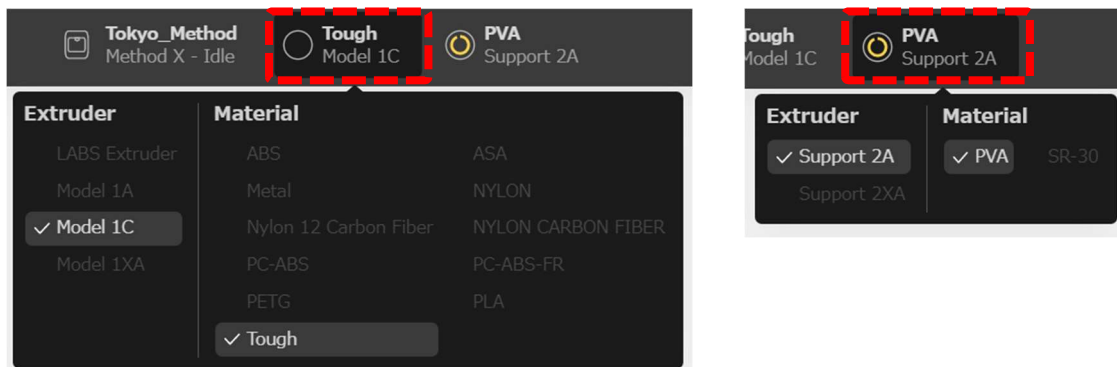 Tokyo_Method
Method X - Idle
Tough
Model 1C
PVA
Support 2A
Extruder
LABS Extruder
Model 1A
Model 1C
Model 1XA
Material
ABS ASA
Metal NYLON
Nylon 12 Carbon Fiber NYLON CARBON FIBER
PC-ABS PC-ABS-FR
PETG PLA
Tough
Tough
Model 1C
PVA
Support 2A
Extruder
Support 2A
Support 2XA
Material
PVA SR-30